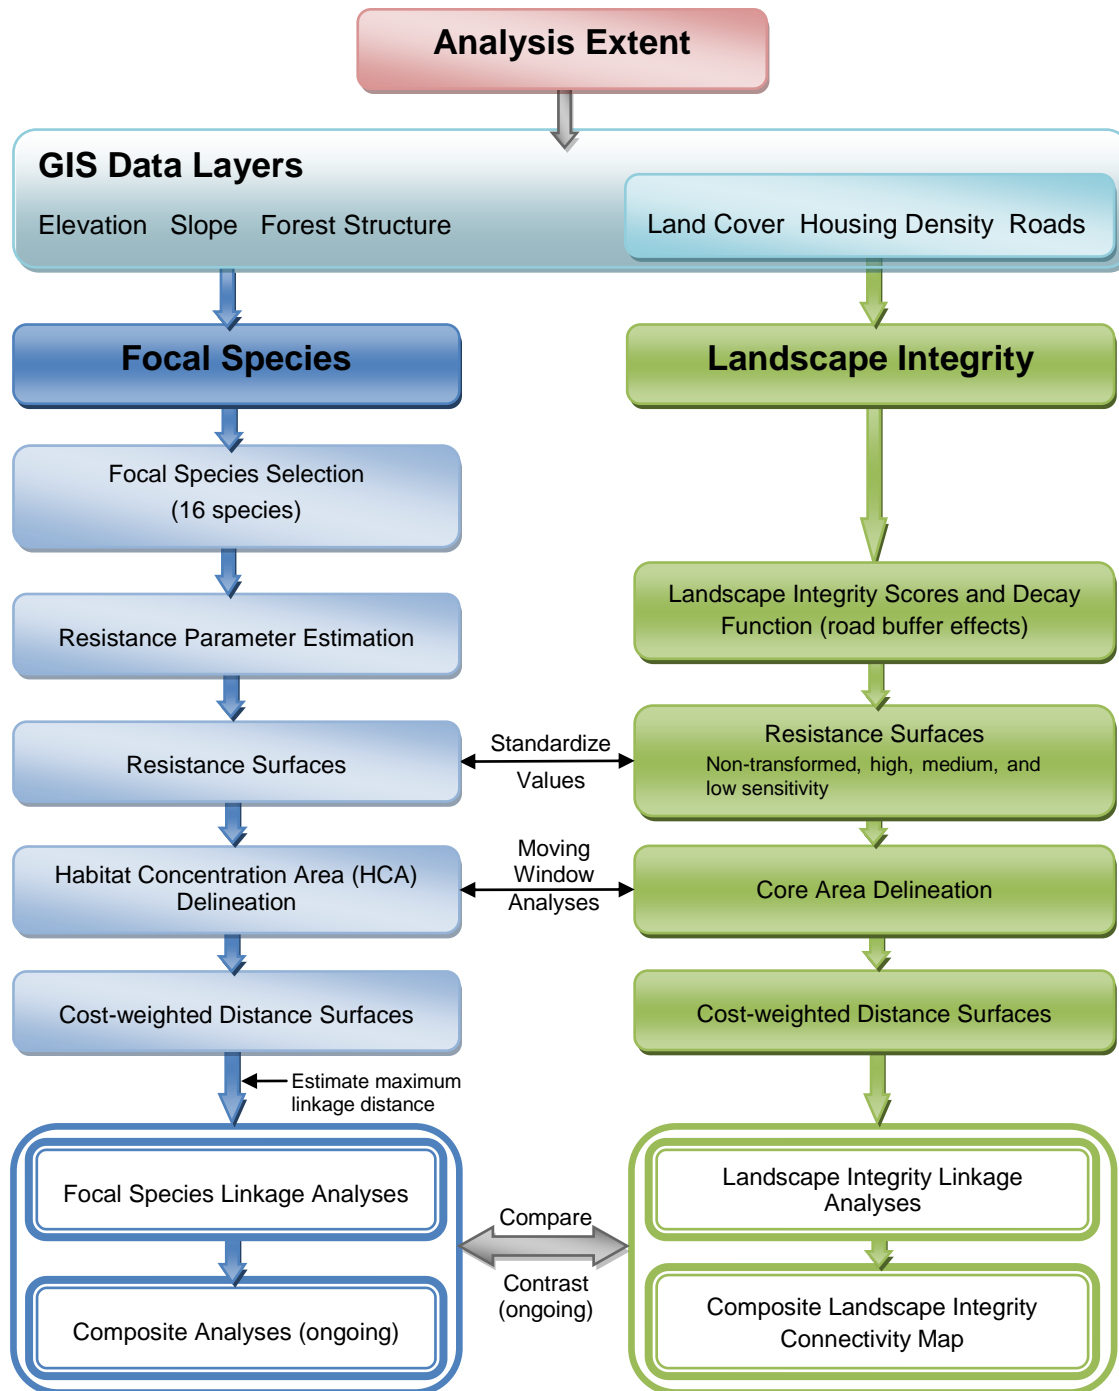 Analysis Extent
GIS Data Layers
Elevation Slope Forest Structure
Land Cover Housing Density Roads
Focal Species
Landscape Integrity
Focal Species Selection
(16 species)
Resistance Parameter Estimation
Landscape Integrity Scores and Decay
Function (road buffer effects)
Resistance Surfaces
Standardize
Values
Resistance Surfaces
Non-transformed, high, medium, and
low sensitivity
Habitat Concentration Area (HCA)
Delineation
Moving
Window
Analyses
Core Area Delineation
Cost-weighted Distance Surfaces
Cost-weighted Distance Surfaces
Estimate maximum
linkage distance
Focal Species Linkage Analyses
Landscape Integrity Linkage
Analyses
Compare
Contrast
(ongoing)
Composite Analyses (ongoing)
Composite Landscape Integrity
Connectivity Map